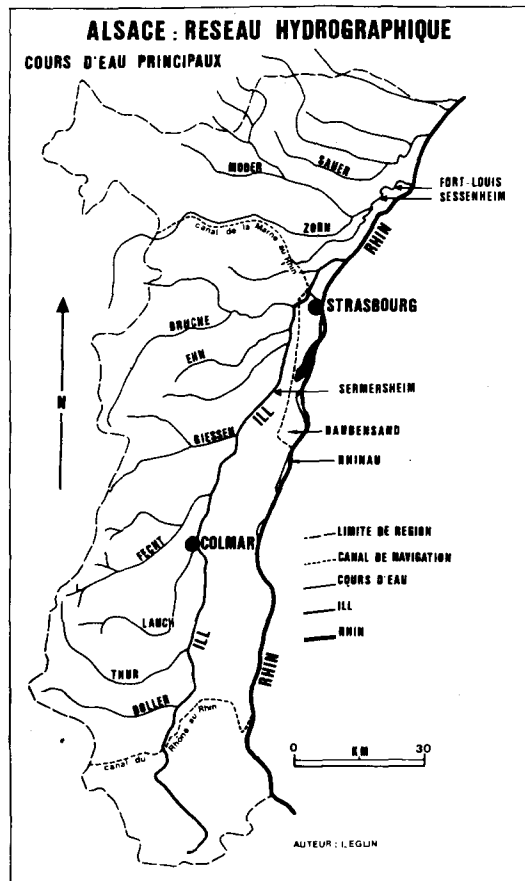 ALSACE : RESEAU HYDROGRAPHIQUE
COURS D'EAU PRINCIPAUX
MODER
SAUER
FORT-LOUIS
SESSENHEIM
ZORN
canal de la Marne au Rhin
RHIN
STRASBOURG
BRUCHE
EHN
SERMERSHEIM
ILL
N
DAUBENSAND
GIESSEN
RHINAU
LIMITE DE REGION
FECHT
COLMAR
CANAL DE NAVIGATION
COURS D'EAU
ILL
LAUCH
ILL
RHIN
THUR
RHIN
DOLLER
canal du Rhône au Rhin
0 KM 30
AUTEUR : I. EGLIN